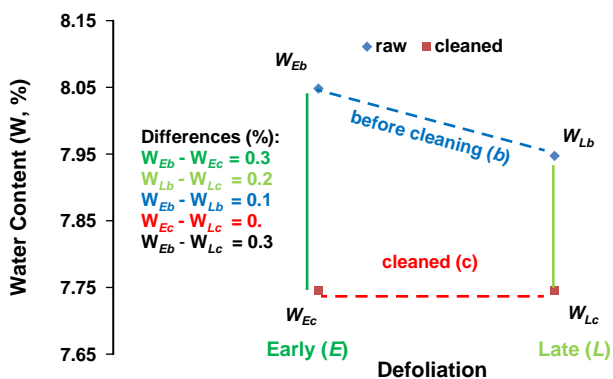 8.15
8.05
7.95
7.85
7.75
7.65
Water Content (W, %)
raw cleaned
W_Eb
W_Lb
before cleaning (b)
Differences (%):
W_Eb - W_Ec = 0.3
W_Lb - W_Lc = 0.2
W_Eb - W_Lb = 0.1
W_Ec - W_Lc = 0.
W_Eb - W_Lc = 0.3
cleaned (c)
W_Ec
W_Lc
Early (E) Late (L)
Defoliation